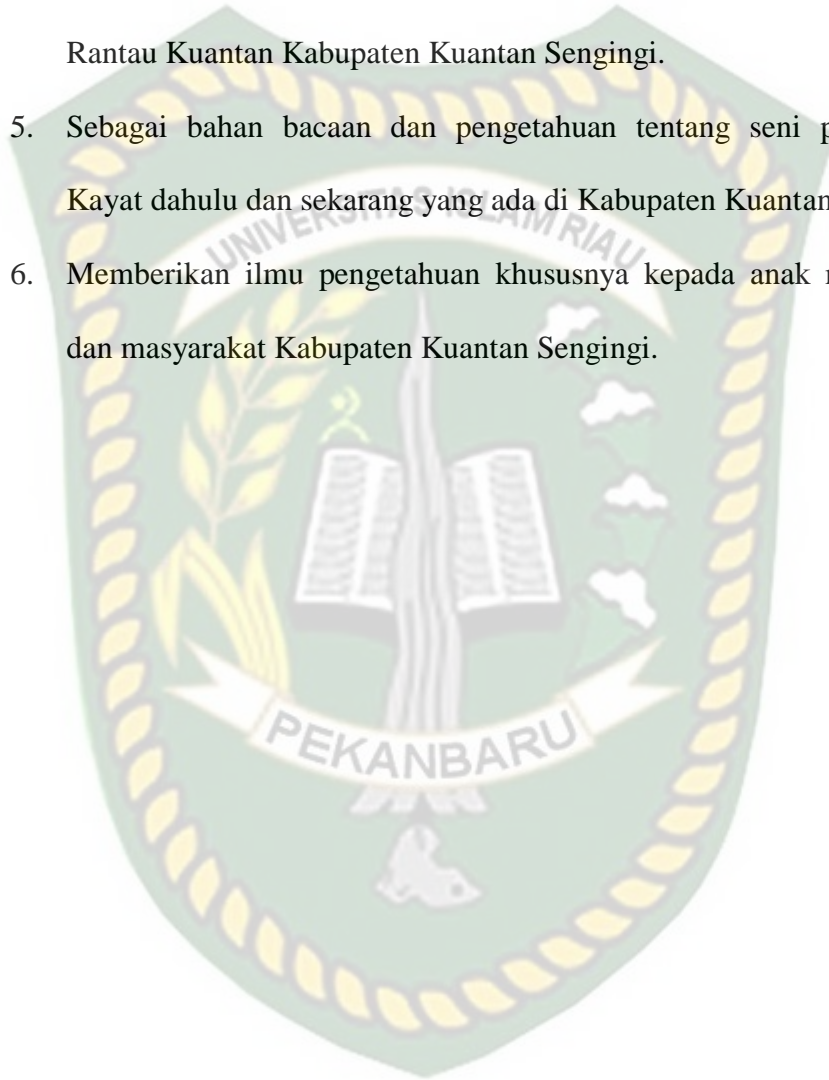 Rantau Kuantan Kabupaten Kuantan Sengingi.
5. Sebagai bahan bacaan dan pengetahuan tentang seni
Kayat dahulu dan sekarang yang ada di Kabupaten Kuantan
6. Memberikan ilmu pengetahuan khususnya kepada anak
dan masyarakat Kabupaten Kuantan Sengingi.
UNIVERSITAS ISLAM RIAU
PEKANBARU